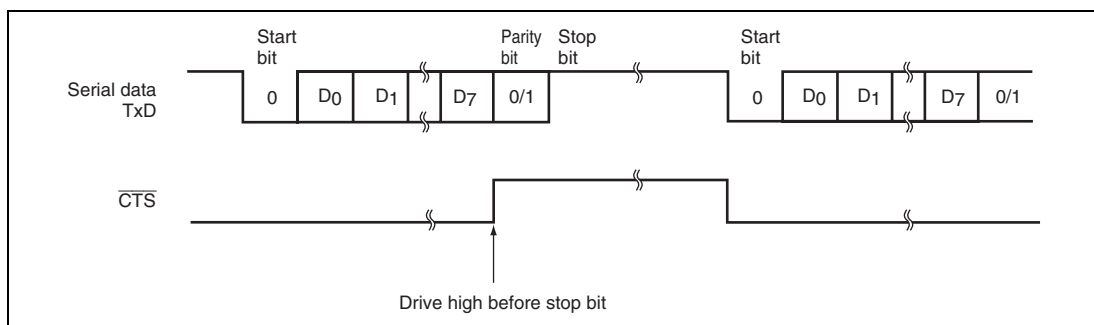 Start bit
Parity bit
Stop bit
Start bit
Serial data TxD
0 D0 D1 D7 0/1 0 D0 D1 D7 0/1
CTS
Drive high before stop bit